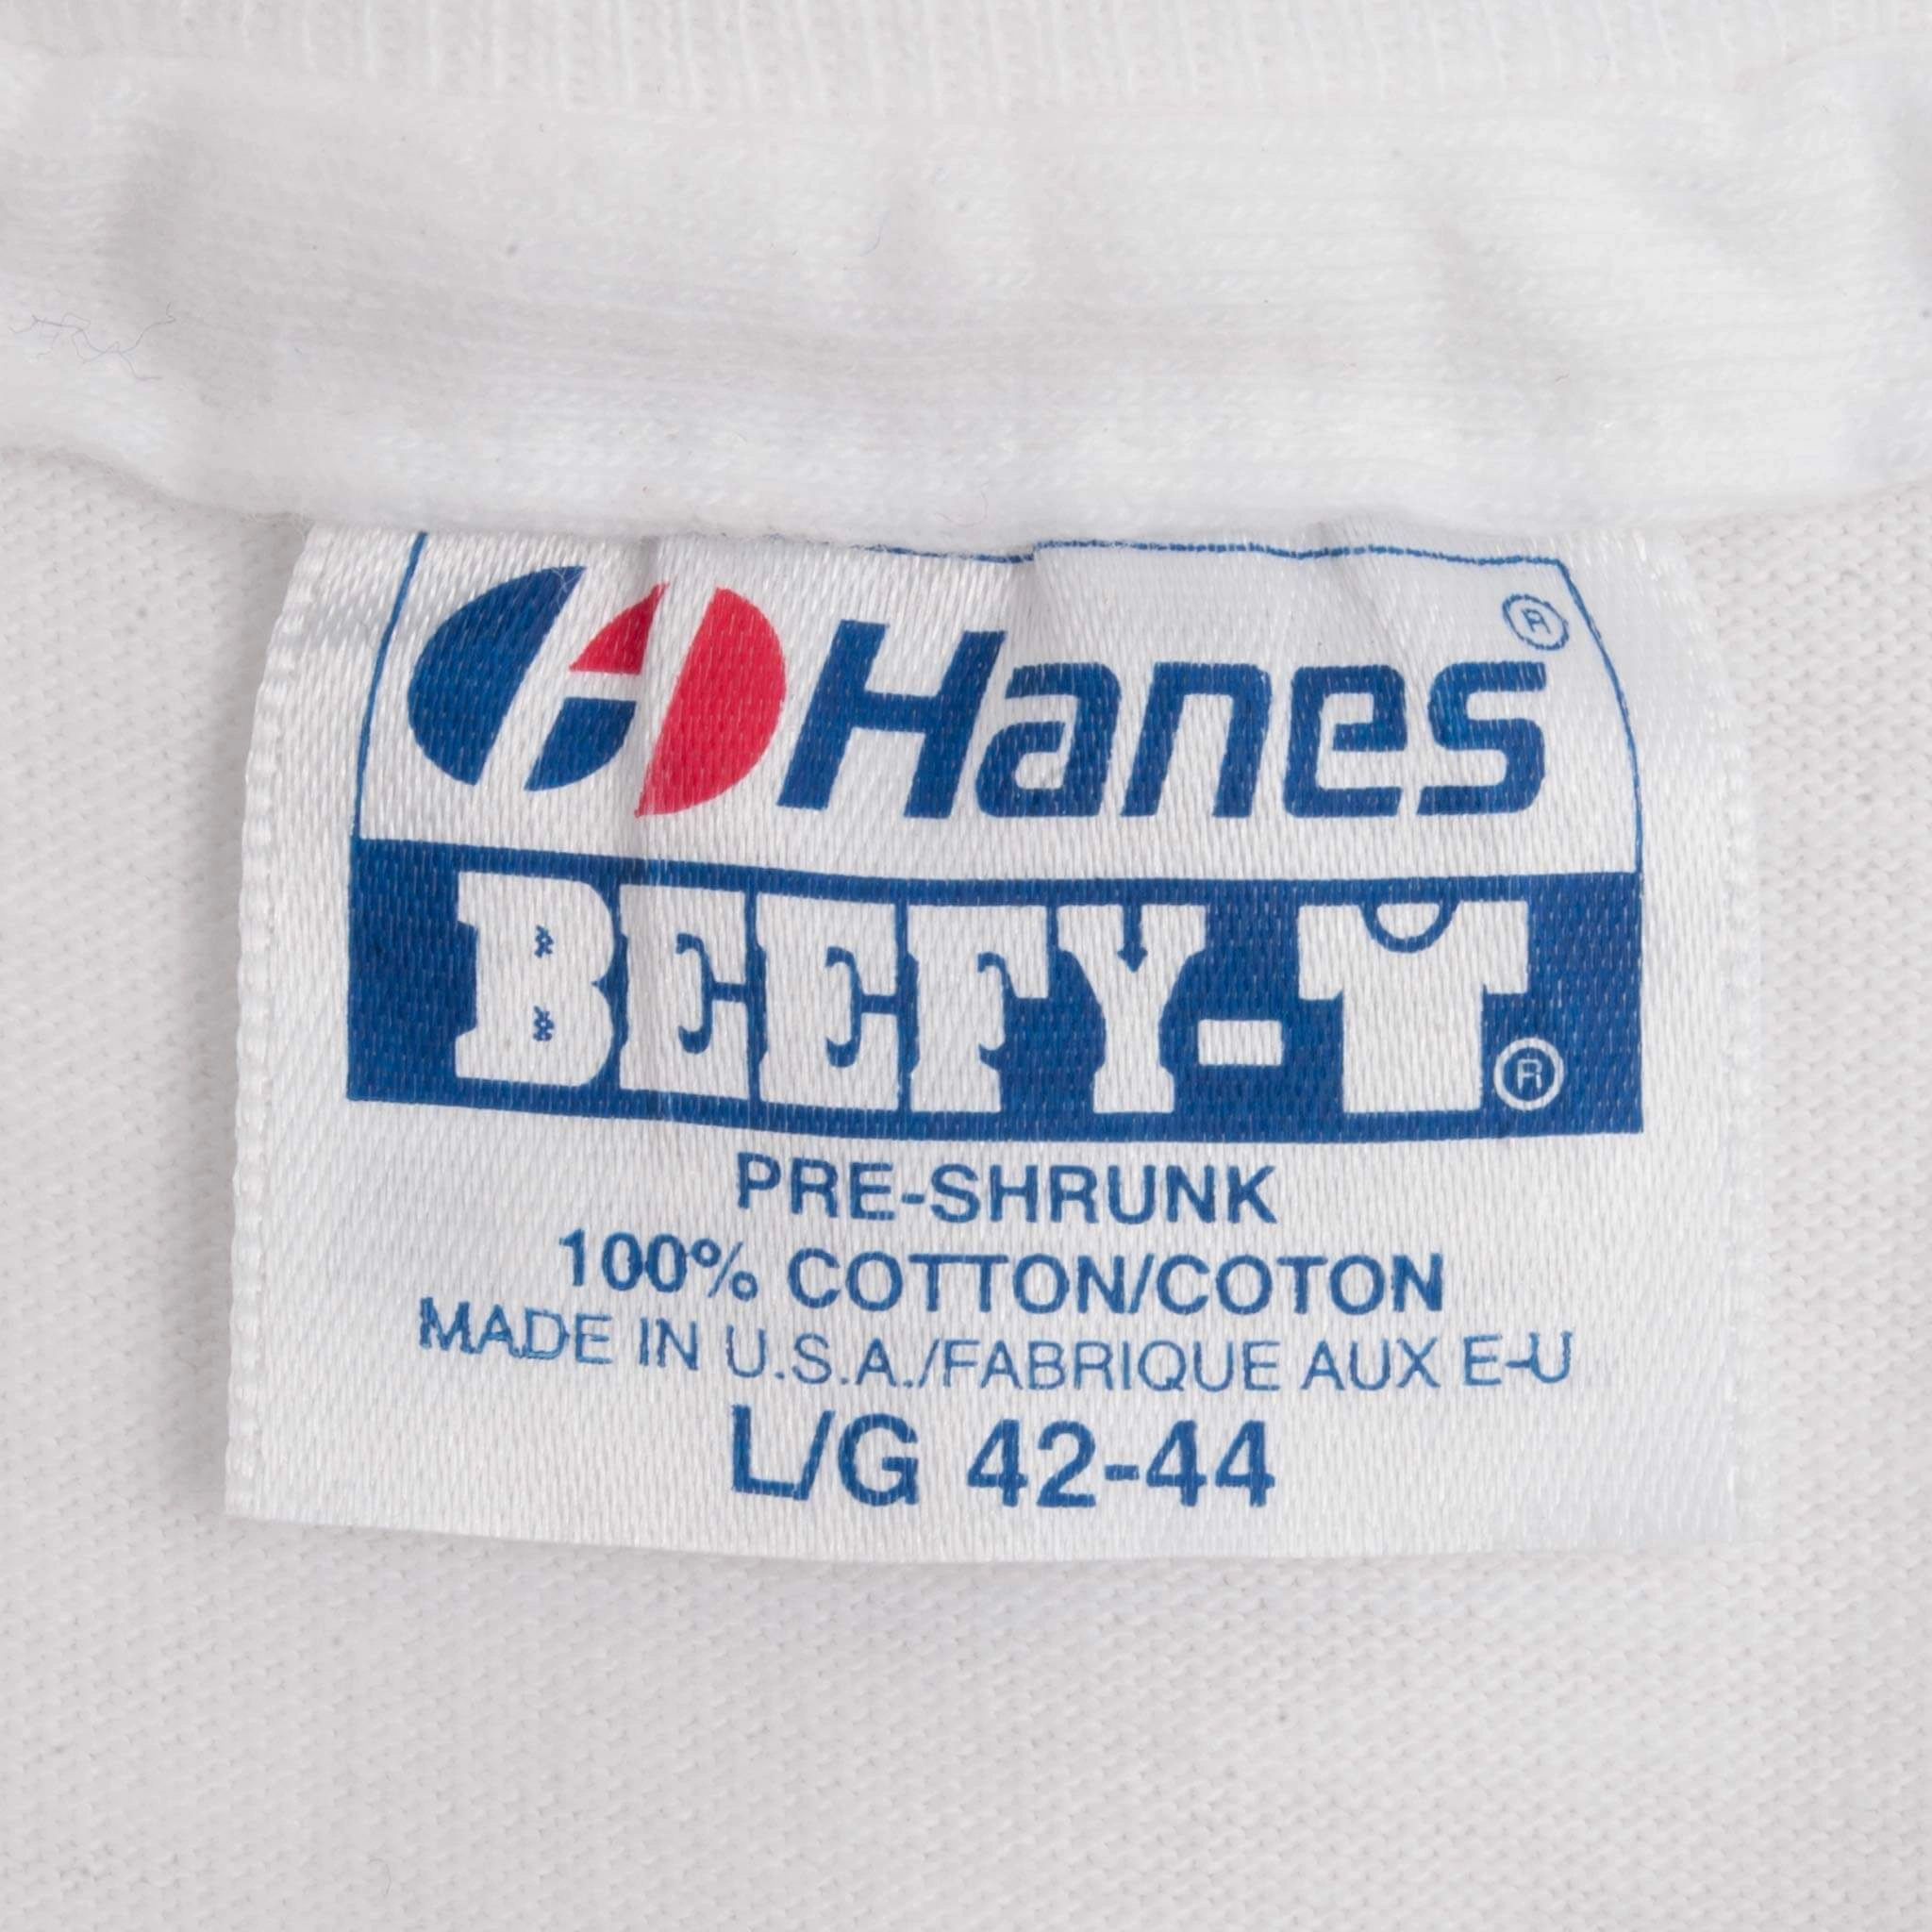 Hanes®
BEEFY-T®
PRE-SHRUNK
100% COTTON/COTON
MADE IN U.S.A./FABRIQUE AUX E-U
L/G 42-44